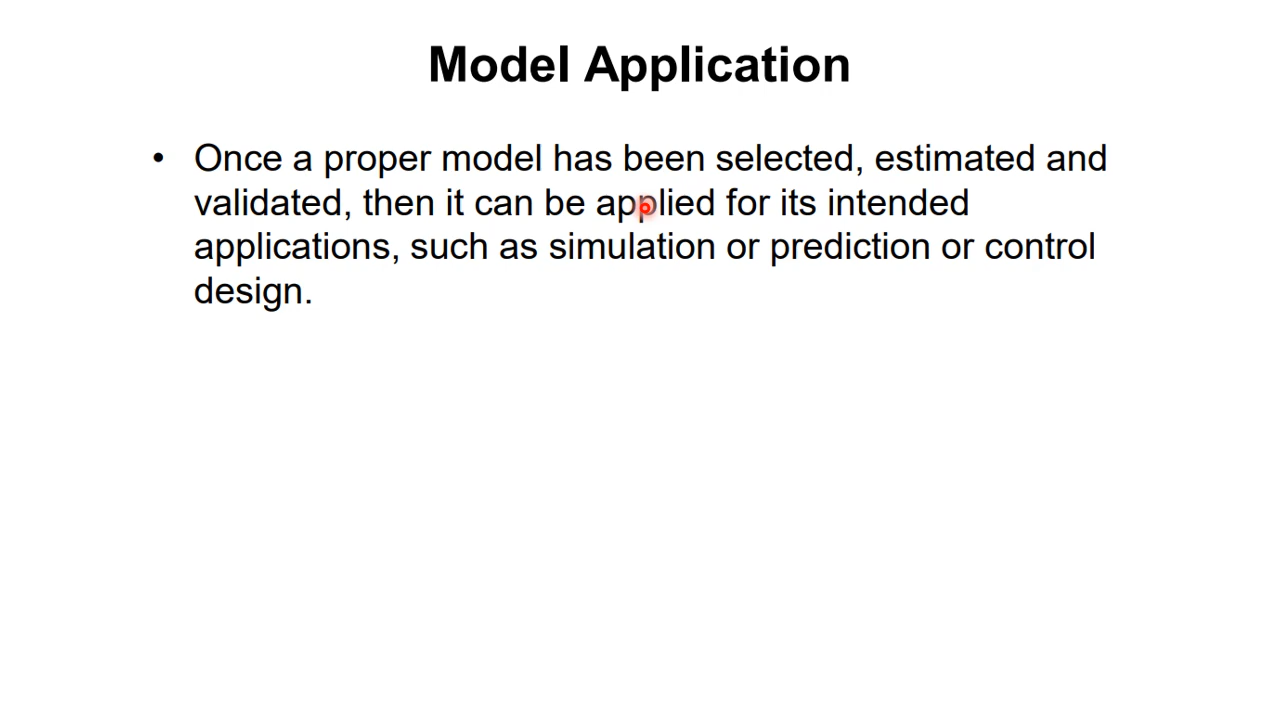 Model Application
• Once a proper model has been selected, estimated and
validated, then it can be applied for its intended
applications, such as simulation or prediction or control
design.